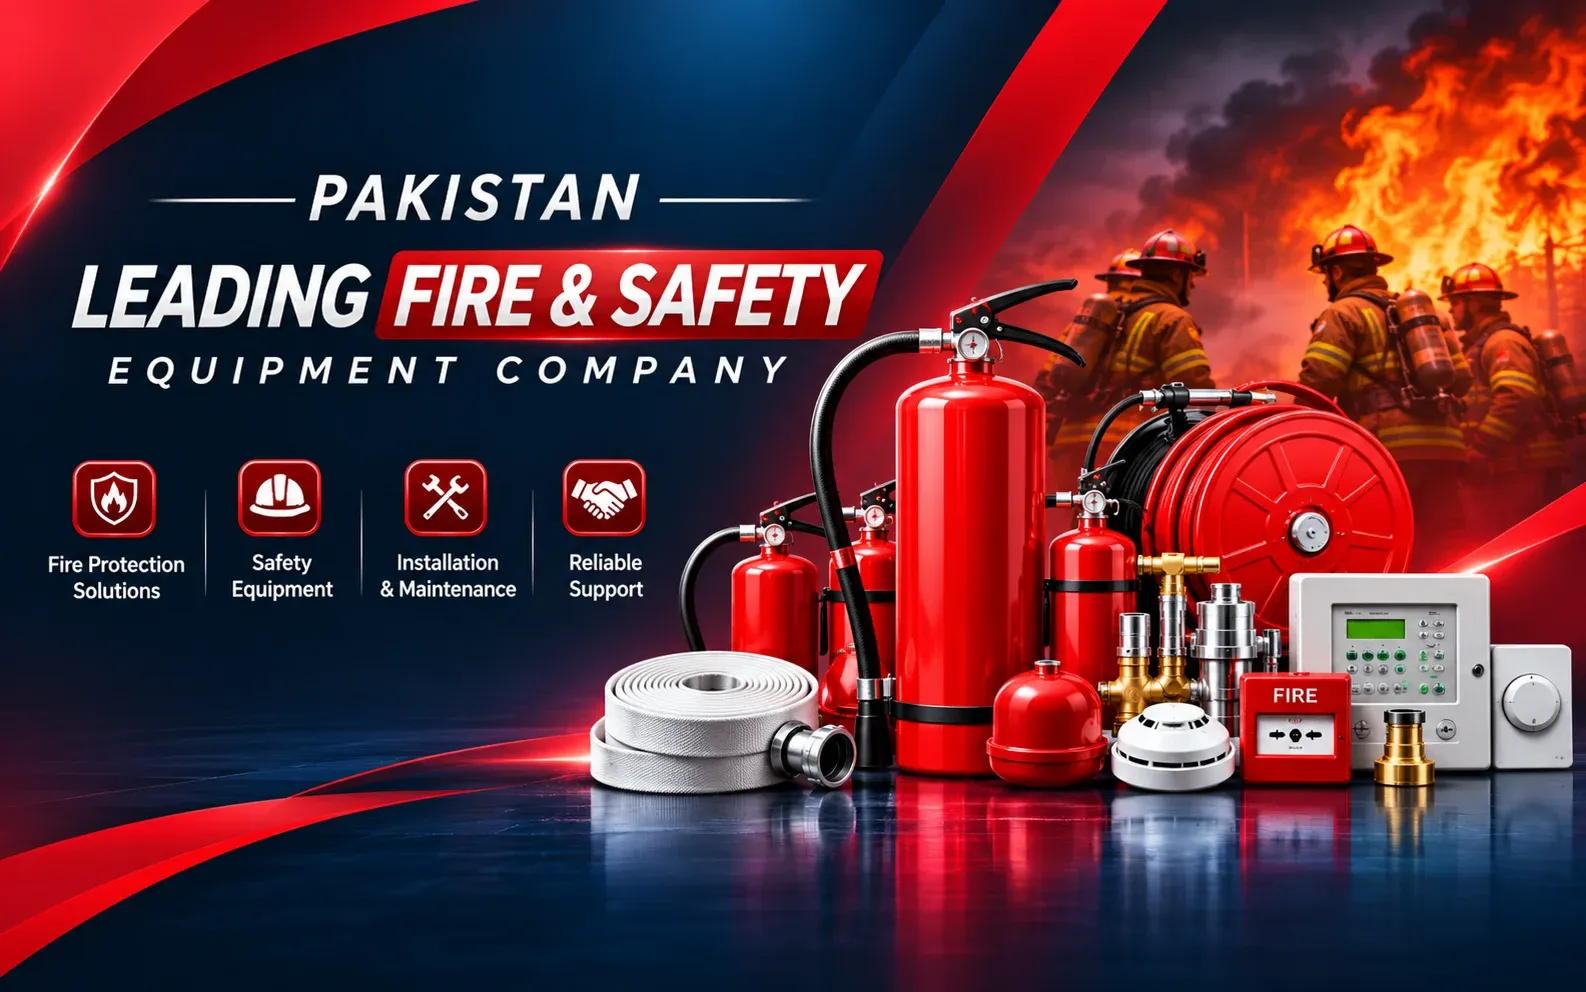 PAKISTAN
LEADING FIRE & SAFETY
EQUIPMENT COMPANY
Fire Protection
Solutions
Safety
Equipment
Installation
& Maintenance
Reliable
Support
FIRE